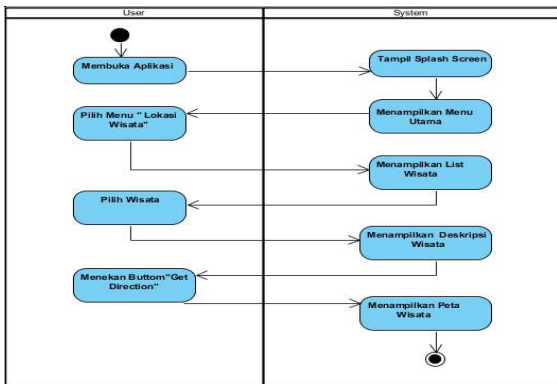 User
System
Membuka Aplikasi
Tampil Splash Screen
Menampilkan Menu
Utama
Pilih Menu " Lokasi
Wisata"
Menampilkan List
Wisata
Pilih Wisata
Menampilkan Deskripsi
Wisata
Menekan Buttom"Get
Direction"
Menampilkan Peta
Wisata